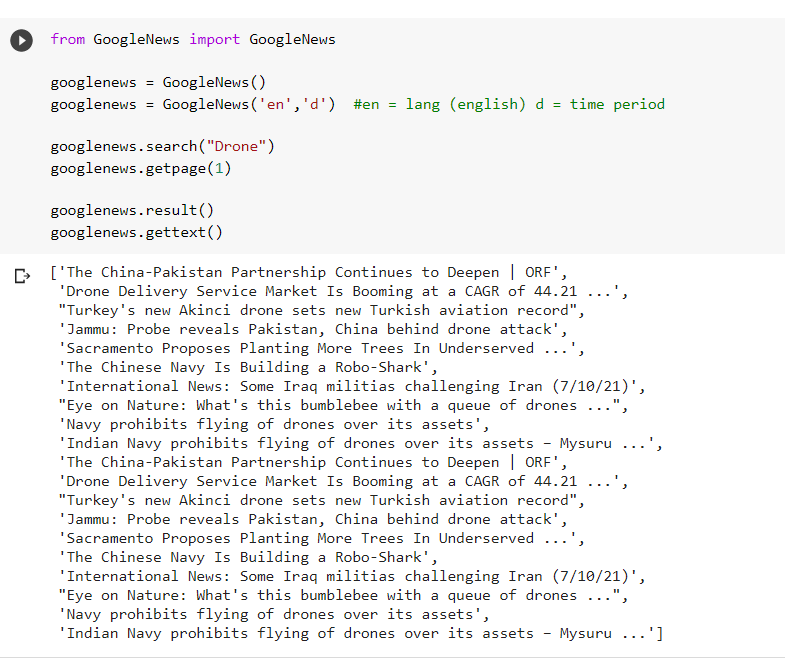 from GoogleNews import GoogleNews
googlenews = GoogleNews()
googlenews = GoogleNews('en','d')  #en = lang (english) d = time period
googlenews.search("Drone")
googlenews.getpage(1)
googlenews.result()
googlenews.gettext()
['The China-Pakistan Partnership Continues to Deepen | ORF',
'Drone Delivery Service Market Is Booming at a CAGR of 44.21 ...',
"Turkey's new Akinci drone sets new Turkish aviation record",
'Jammu: Probe reveals Pakistan, China behind drone attack',
'Sacramento Proposes Planting More Trees In Underserved ...',
'The Chinese Navy Is Building a Robo-Shark',
'International News: Some Iraq militias challenging Iran (7/10/21)',
"Eye on Nature: What's this bumblebee with a queue of drones ...",
'Navy prohibits flying of drones over its assets',
'Indian Navy prohibits flying of drones over its assets - Mysuru ...',
'The China-Pakistan Partnership Continues to Deepen | ORF',
'Drone Delivery Service Market Is Booming at a CAGR of 44.21 ...',
"Turkey's new Akinci drone sets new Turkish aviation record",
'Jammu: Probe reveals Pakistan, China behind drone attack',
'Sacramento Proposes Planting More Trees In Underserved ...',
'The Chinese Navy Is Building a Robo-Shark',
'International News: Some Iraq militias challenging Iran (7/10/21)',
"Eye on Nature: What's this bumblebee with a queue of drones ...",
'Navy prohibits flying of drones over its assets',
'Indian Navy prohibits flying of drones over its assets - Mysuru ...']